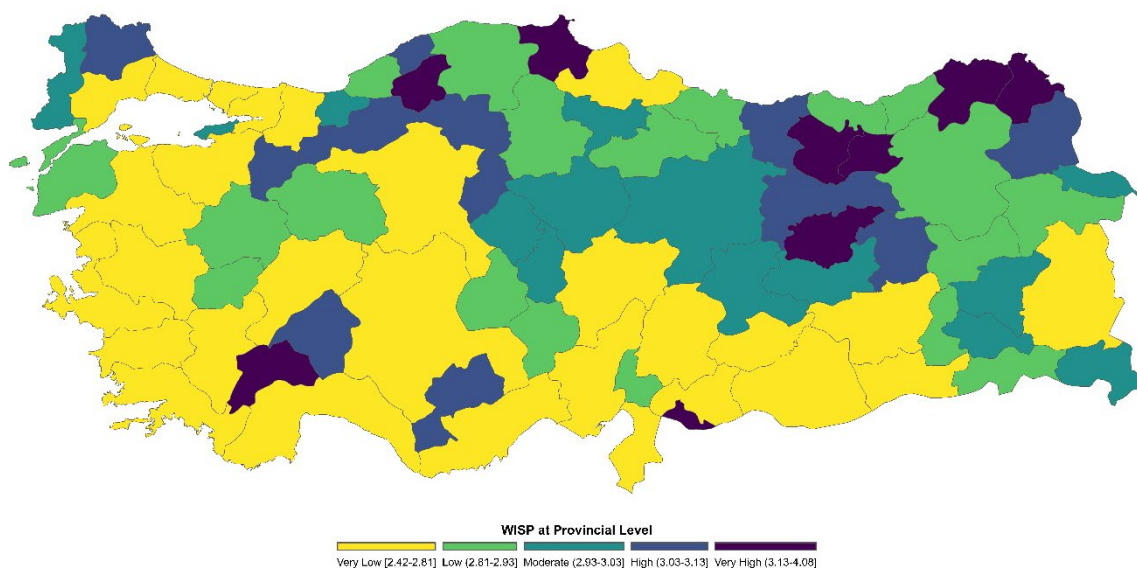 WISP at Provincial Level
Very Low [2.42-2.81] Low (2.81-2.93] Moderate (2.93-3.03] High (3.03-3.13] Very High (3.13-4.08]